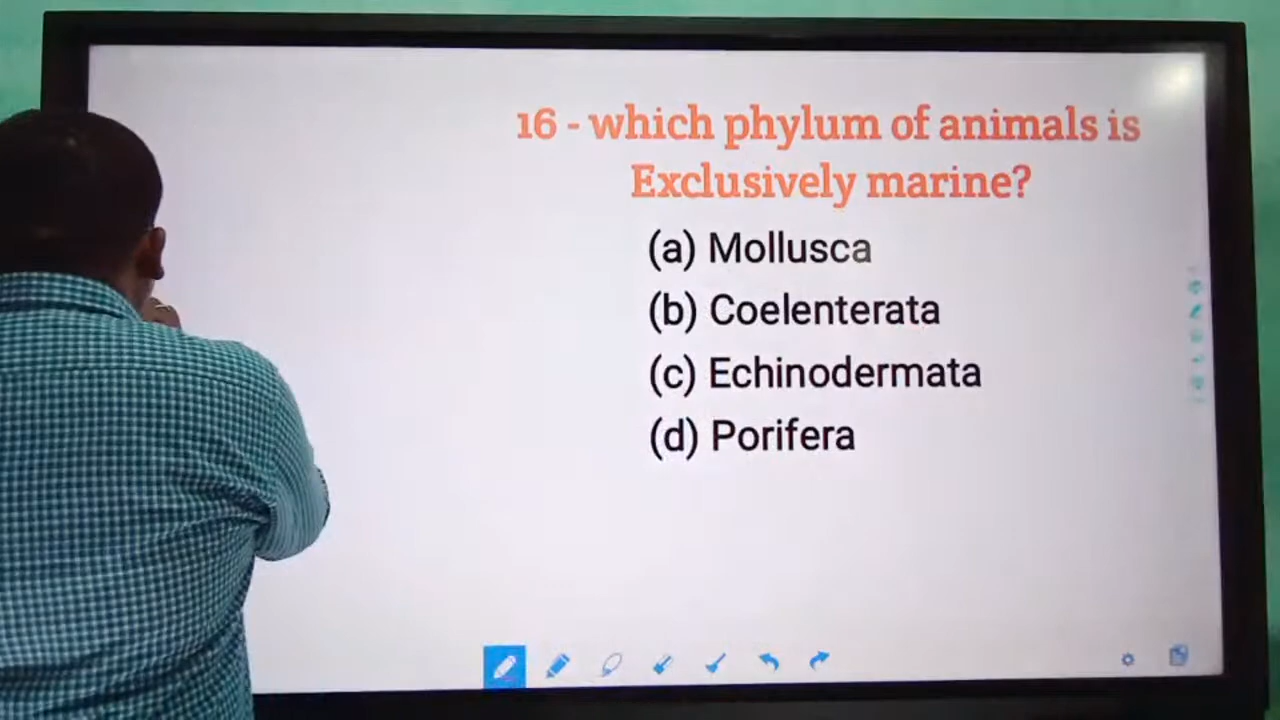 16 - which phylum of animals is
Exclusively marine?
(a) Mollusca
(b) Coelenterata
(c) Echinodermata
(d) Porifera